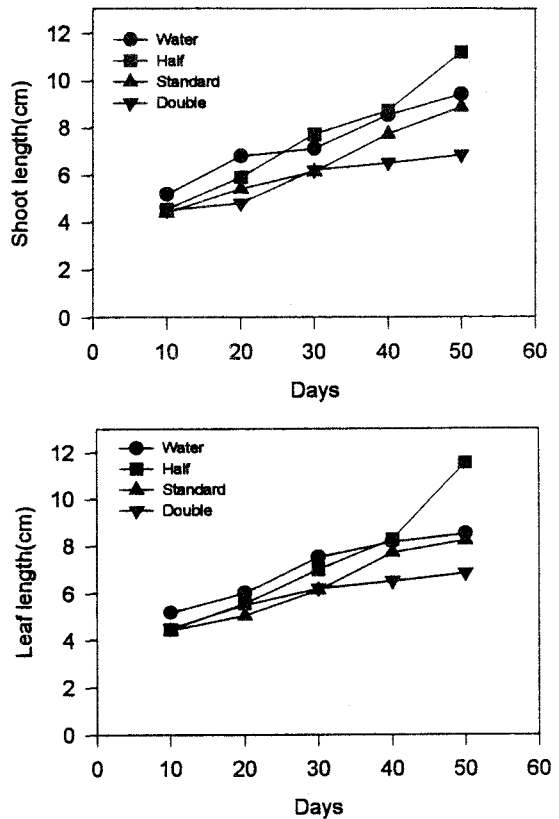 12
10
8
6
4
2
0
Shoot length(cm)
Water
Half
Standard
Double
0 10 20 30 40 50 60
Days
12
10
8
6
4
2
0
Leaf length(cm)
Water
Half
Standard
Double
0 10 20 30 40 50 60
Days